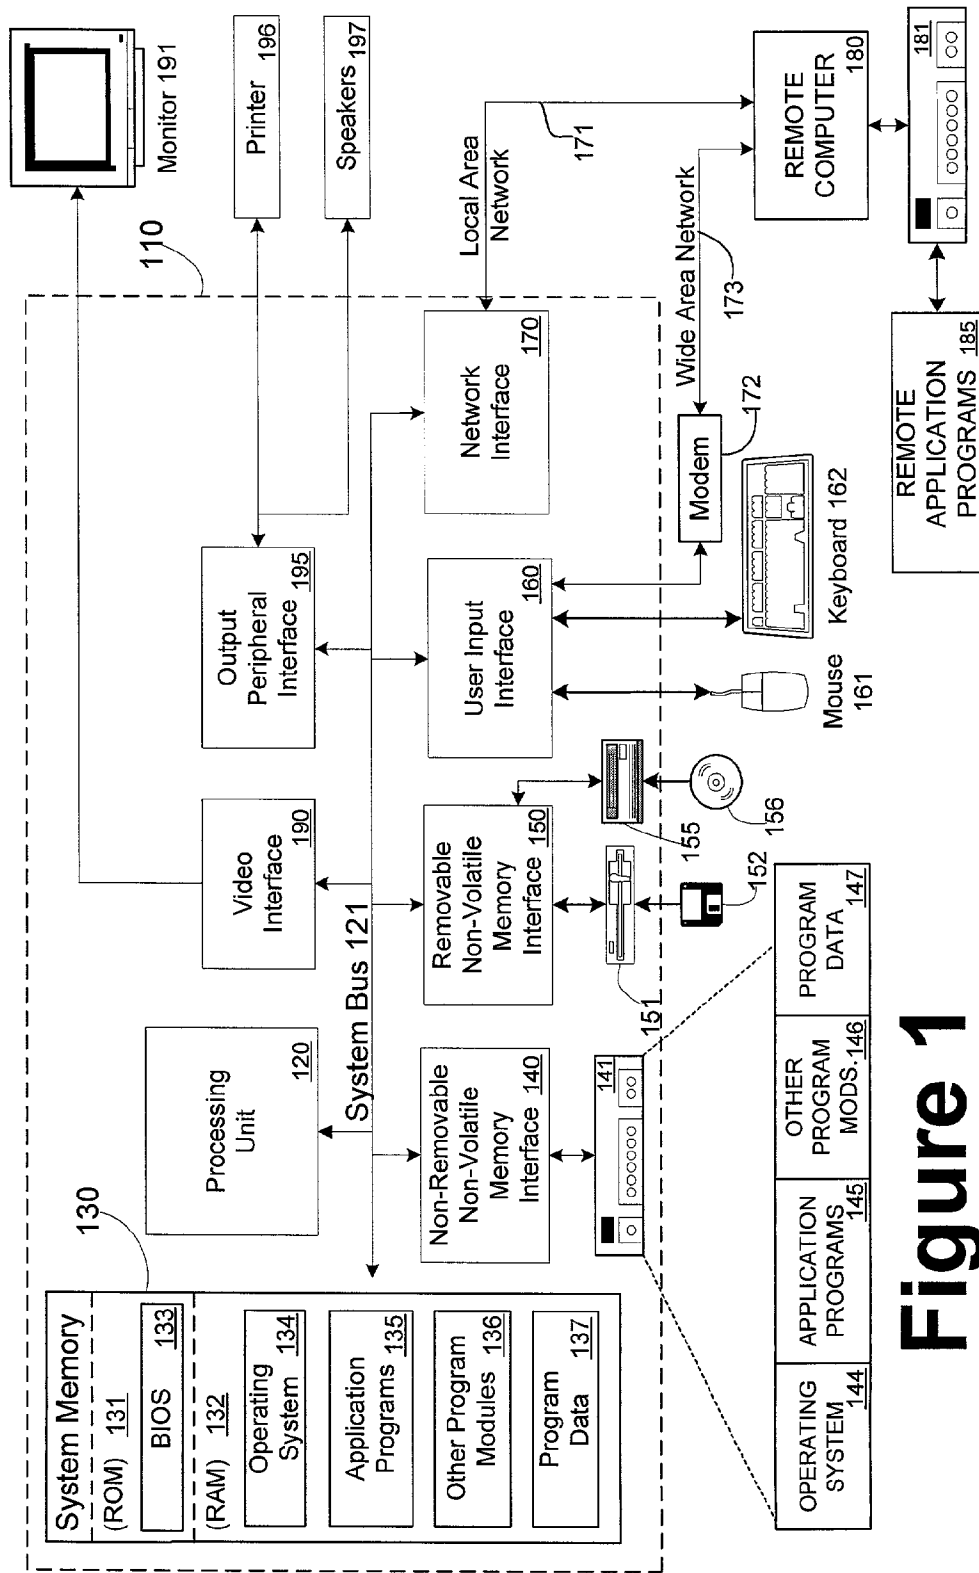 System Memory
(ROM) 131
BIOS 133
(RAM) 132
Operating
System 134
Application
Programs 135
Other Program
Modules 136
Program
Data 137
130
Processing
Unit
120
System Bus 121
Video
Interface
190
Output
Peripheral
Interface 195
110
Monitor 191
Printer
196
Speakers
197
Non-Removable
Non-Volatile
Memory
Interface 140
Removable
Non-Volatile
Memory
Interface 150
User Input
Interface
160
Network
Interface
170
Local Area
Network
171
141
151
152
155
156
Mouse
161
Keyboard 162
Modem
172
Wide Area Network
173
REMOTE
COMPUTER
180
181
REMOTE
APPLICATION
PROGRAMS 185
OPERATING
SYSTEM
144
APPLICATION
PROGRAMS
145
OTHER
PROGRAM
MODS. 146
PROGRAM
DATA
147
Figure 1